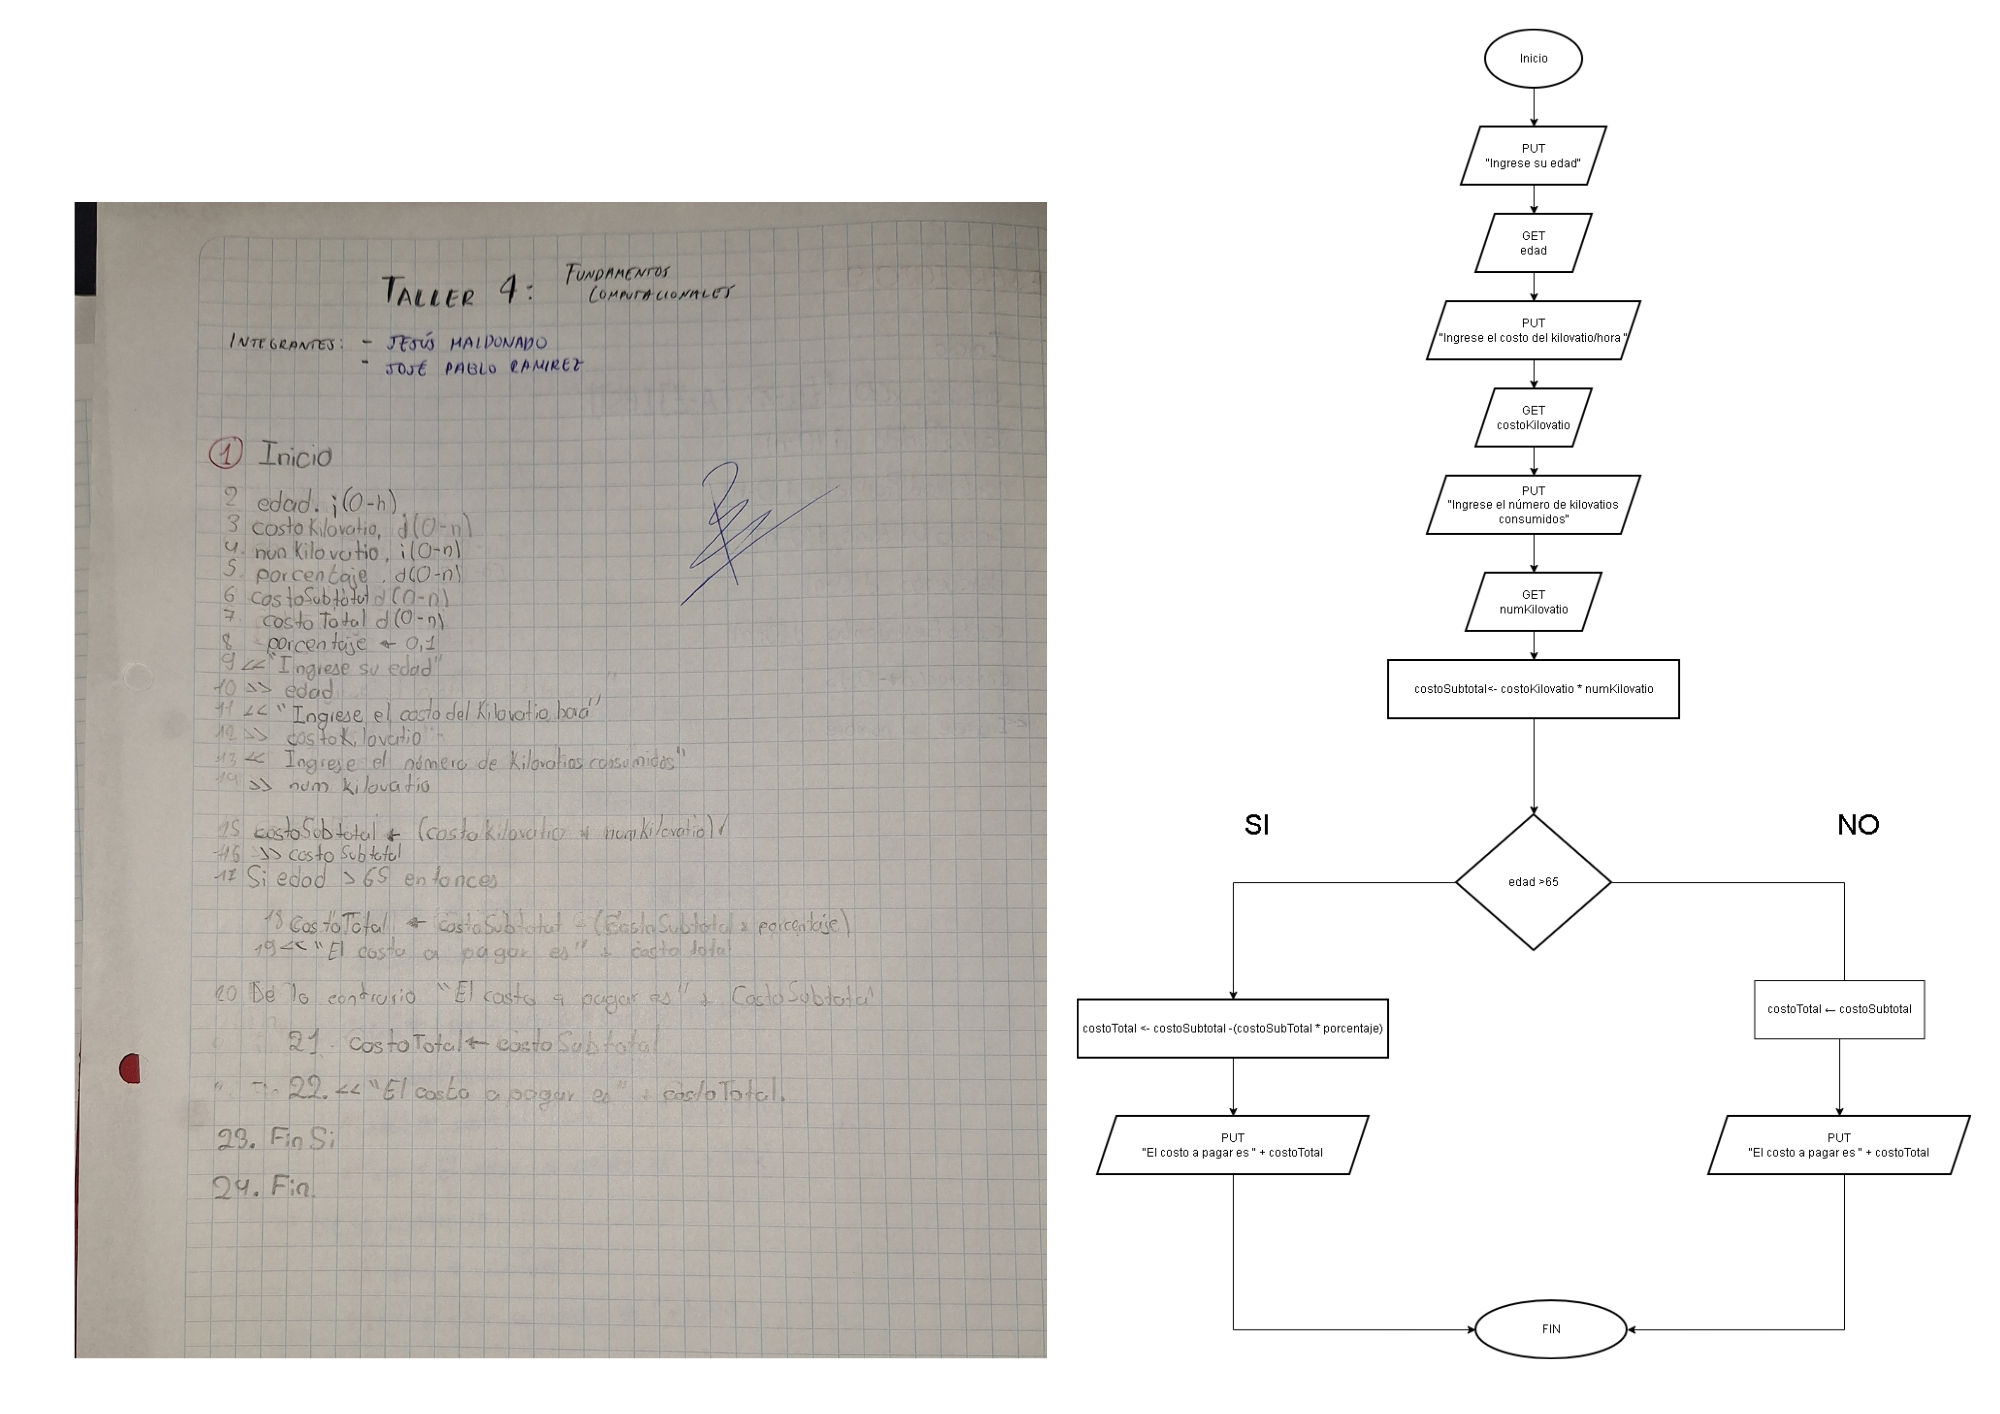 TALLER 4: FUNDAMENTOS
COMPUTACIONALES
INTEGRANTES: - JESÚS MALDONADO
- JOSÉ PABLO RAMIREZ
1 Inicio
2 edad. i(0-n)
3 costoKilovatio, d(0-n)
4. numKilovatio, i(0-n)
5. porcentaje. d(0-n)
6 costoSubtotal d(0-n)
7. costoTotal d(0-n)
8 porcentaje ← 0,1
9 << "Ingrese su edad"
10 >> edad
11 << "Ingrese el costo del Kilovatio hora"
12 >> costoKilovatio
13 << Ingrese el número de Kilovatios consumidos"
14 >> num kilovatio
15 costoSubtotal ← (costoKilovatio * numKilovatio)
16 >> costo Subtotal
17 Si edad > 65 entonces
18 CostoTotal ← costoSubtotal - (CostoSubtotal * porcentaje)
19 << "El costo a pagar es" + costo total
20 De lo contrario "El costo a pagar es" + CostoSubtotal
21. costoTotal ← costoSubtotal
22. << "El costo a pagar es" + costoTotal.
23. Fin Si
24. Fin.
Inicio
PUT
"Ingrese su edad"
GET
edad
PUT
"Ingrese el costo del kilovatio/hora "
GET
costoKilovatio
PUT
"Ingrese el número de kilovatios
consumidos"
GET
numKilovatio
costoSubtotal<- costoKilovatio * numKilovatio
SI
NO
edad >65
costoTotal <- costoSubtotal -(costoSubTotal * porcentaje)
costoTotal ← costoSubtotal
PUT
"El costo a pagar es " + costoTotal
PUT
"El costo a pagar es " + costoTotal
FIN